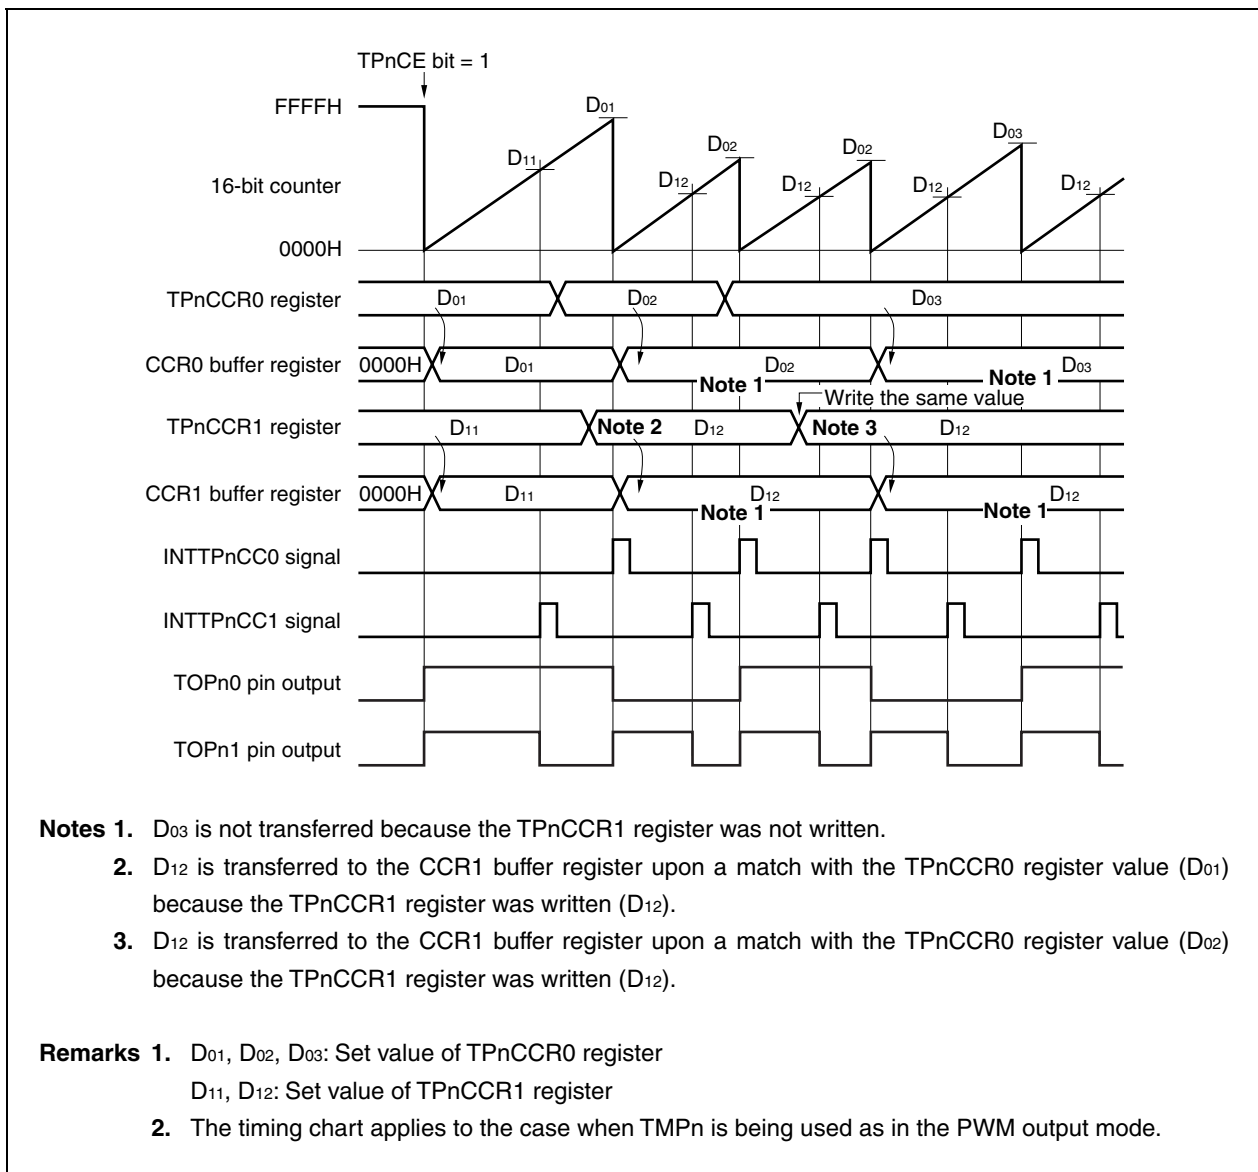 TPnCE bit = 1
FFFFH
D01
D11
D02
D12
D02
D12
D03
D12
D12
16-bit counter
0000H
TPnCCR0 register
D01
D02
D03
CCR0 buffer register
0000H
D01
D02
Note 1
D03
Note 1
Write the same value
TPnCCR1 register
D11
Note 2
D12
Note 3
D12
CCR1 buffer register
0000H
D11
D12
Note 1
D12
Note 1
INTTPnCC0 signal
INTTPnCC1 signal
TOPn0 pin output
TOPn1 pin output
Notes 1. D03 is not transferred because the TPnCCR1 register was not written.
2. D12 is transferred to the CCR1 buffer register upon a match with the TPnCCR0 register value (D01)
because the TPnCCR1 register was written (D12).
3. D12 is transferred to the CCR1 buffer register upon a match with the TPnCCR0 register value (D02)
because the TPnCCR1 register was written (D12).
Remarks 1. D01, D02, D03: Set value of TPnCCR0 register
D11, D12: Set value of TPnCCR1 register
2. The timing chart applies to the case when TMPn is being used as in the PWM output mode.